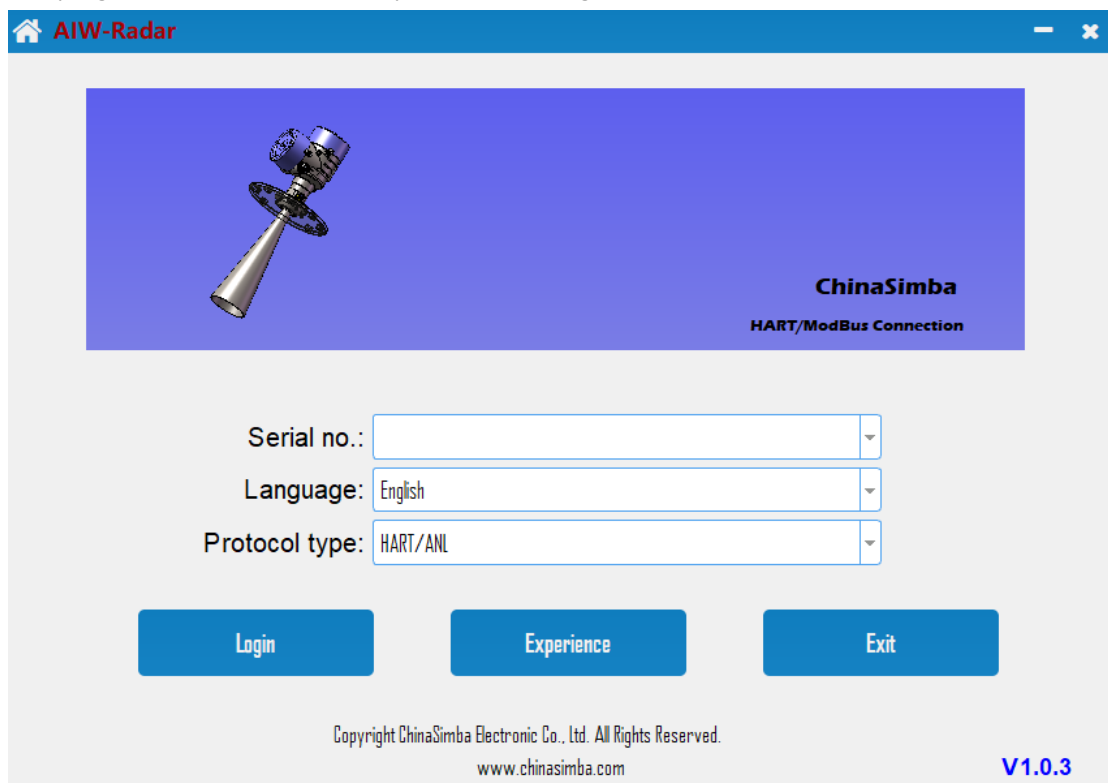 AIW-Radar
ChinaSimba
HART/ModBus Connection
Serial no.:
Language: English
Protocol type: HART/ANL
Login Experience Exit
Copyright ChinaSimba Electronic Co., Ltd. All Rights Reserved.
www.chinasimba.com
V1.0.3